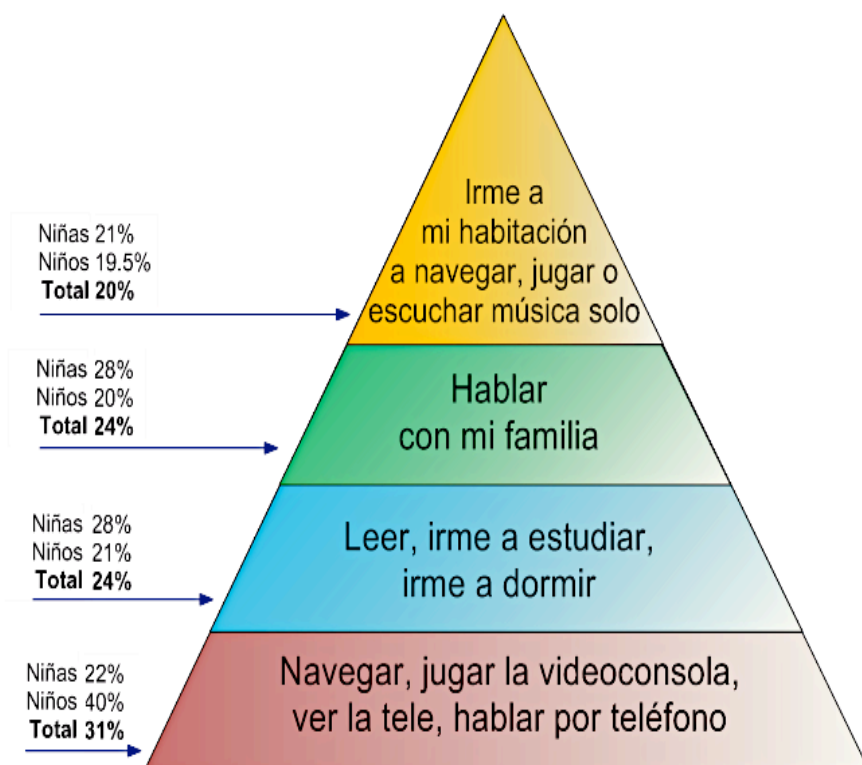 Irme a
mi habitación
a navegar, jugar o
escuchar música solo
Niñas 21%
Niños 19.5%
Total 20%
Hablar
con mi familia
Niñas 28%
Niños 20%
Total 24%
Leer, irme a estudiar,
irme a dormir
Niñas 28%
Niños 21%
Total 24%
Navegar, jugar la videoconsola,
ver la tele, hablar por teléfono
Niñas 22%
Niños 40%
Total 31%